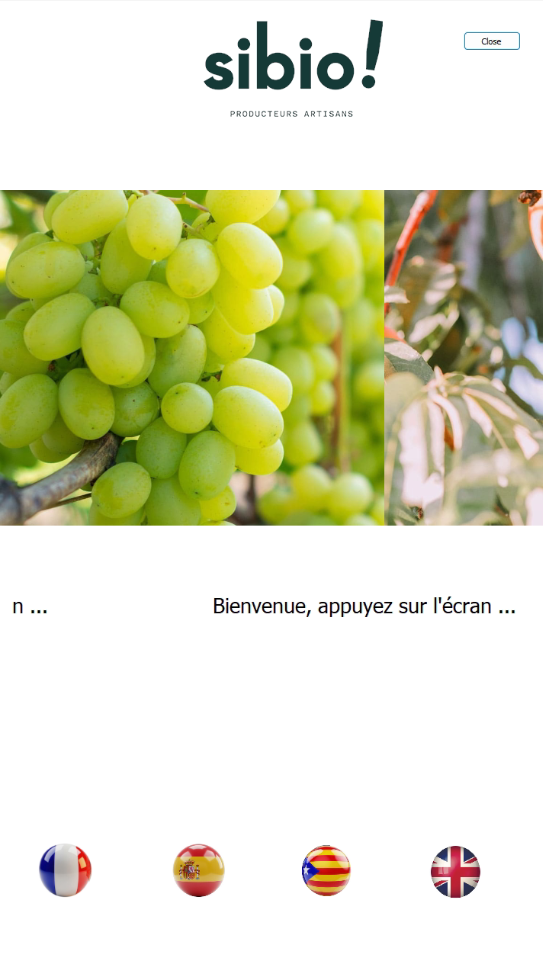 sibio!
Close
PRODUCTEURS ARTISANS
n ... Bienvenue, appuyez sur l'écran ...